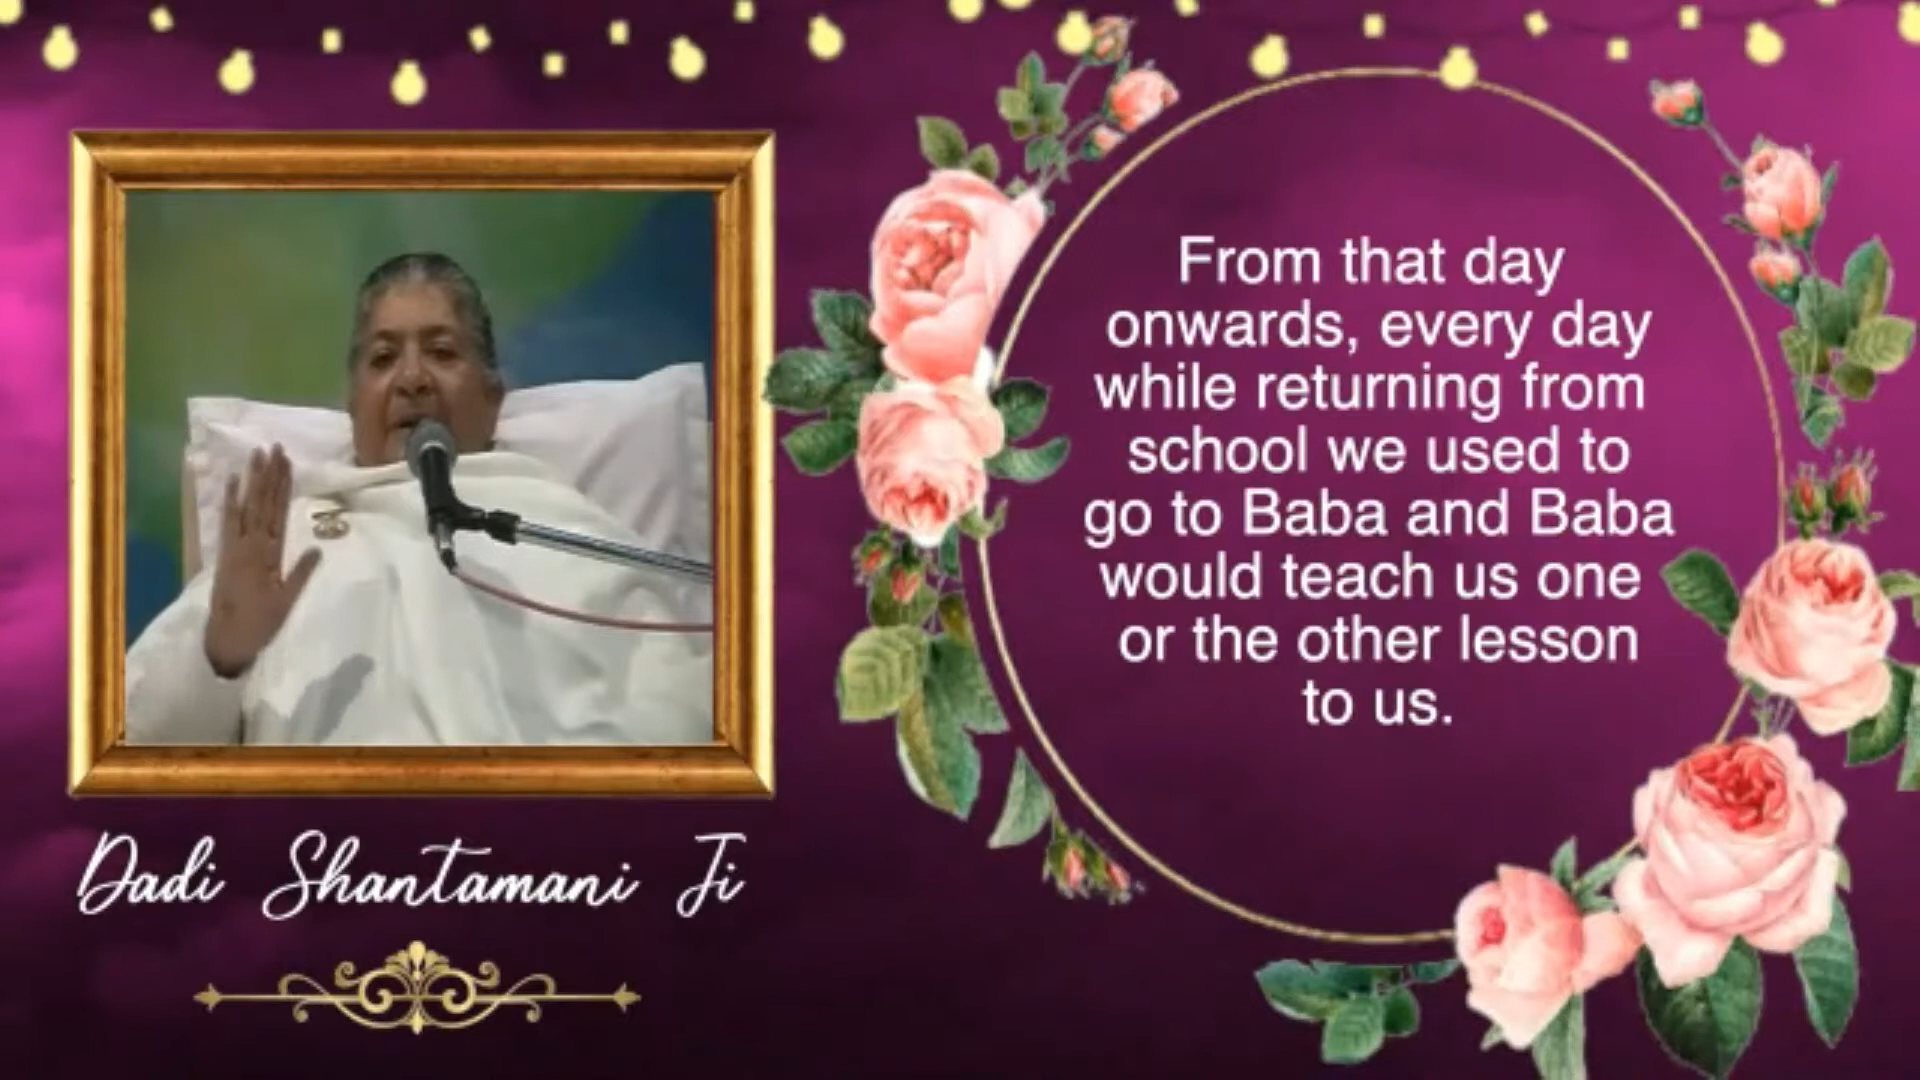 From that day
onwards, every day
while returning from
school we used to
go to Baba and Baba
would teach us one
or the other lesson
to us.
Dadi Shantamani Ji